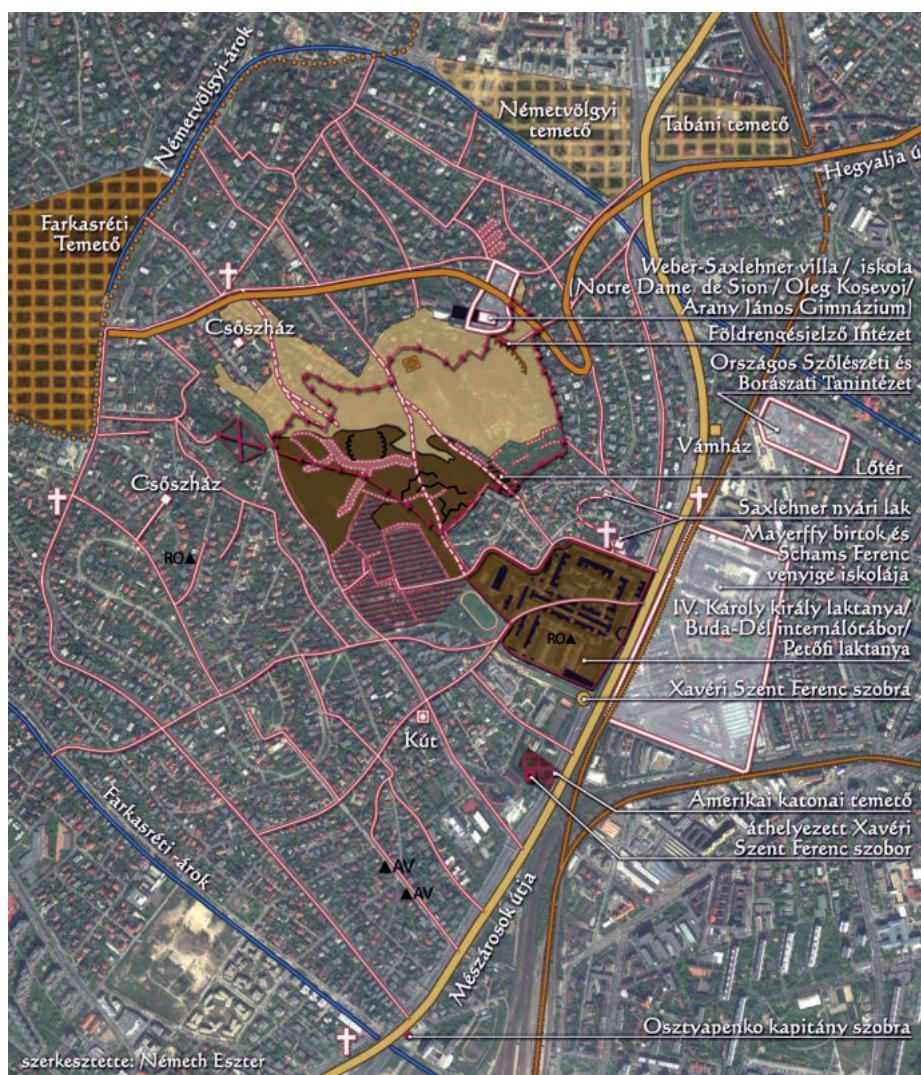 Németvölgyi-árok
Németvölgyi
temető
Tabáni temető
Hegyalja ú
Farkasréti
Temető
Weber-Saxlehner villa / iskola
(Notre Dame de Sion / Oleg Kosevoj/
Arany János Gimnázium)
Csőszház
Földrengésjelző Intézet
Országos Szőlészeti és
Borászati Tanintézet
Vámház
Lőtér
Csőszház
Saxlehner nyári lak
Mayerffy birtok és
Schams Ferenc
venyige iskolája
RO
IV. Károly király laktanya/
Buda-Dél internálótábor/
Petőfi laktanya
RO
Xavéri Szent Ferenc szobra
Kút
Amerikai katonai temető
áthelyezett Xavéri
Szent Ferenc szobor
Farkasréti -árok
AV
AV
Mészárosok útja
Osztyapenko kapitány szobra
szerkesztette: Németh Eszter